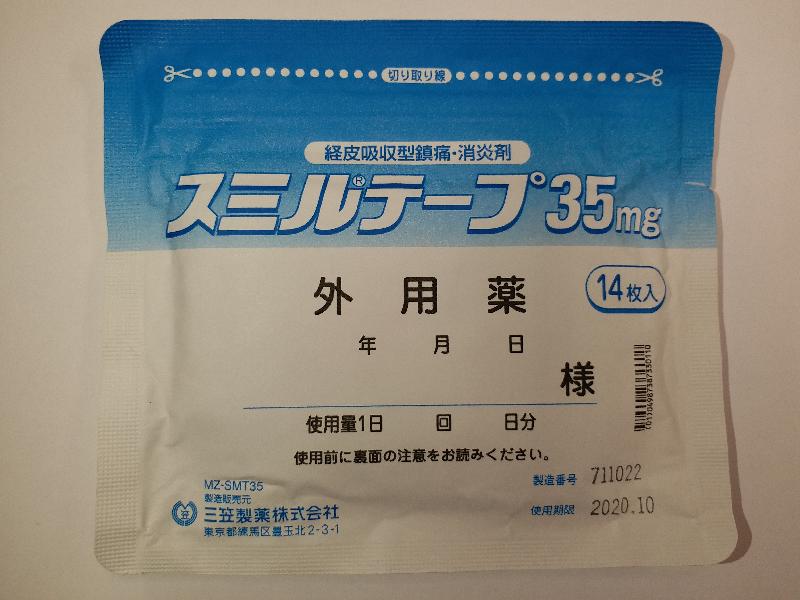 切り取り線
経皮吸収型鎮痛・消炎剤
スミル®テープ35mg
外用薬
14枚入
年 月 日
様
使用量1日 回 日分
使用前に裏面の注意をお読みください。
MZ-SMT35
製造販売元
三笠製薬株式会社
東京都練馬区豊玉北2-3-1
製造番号 711022
使用期限 2020.10